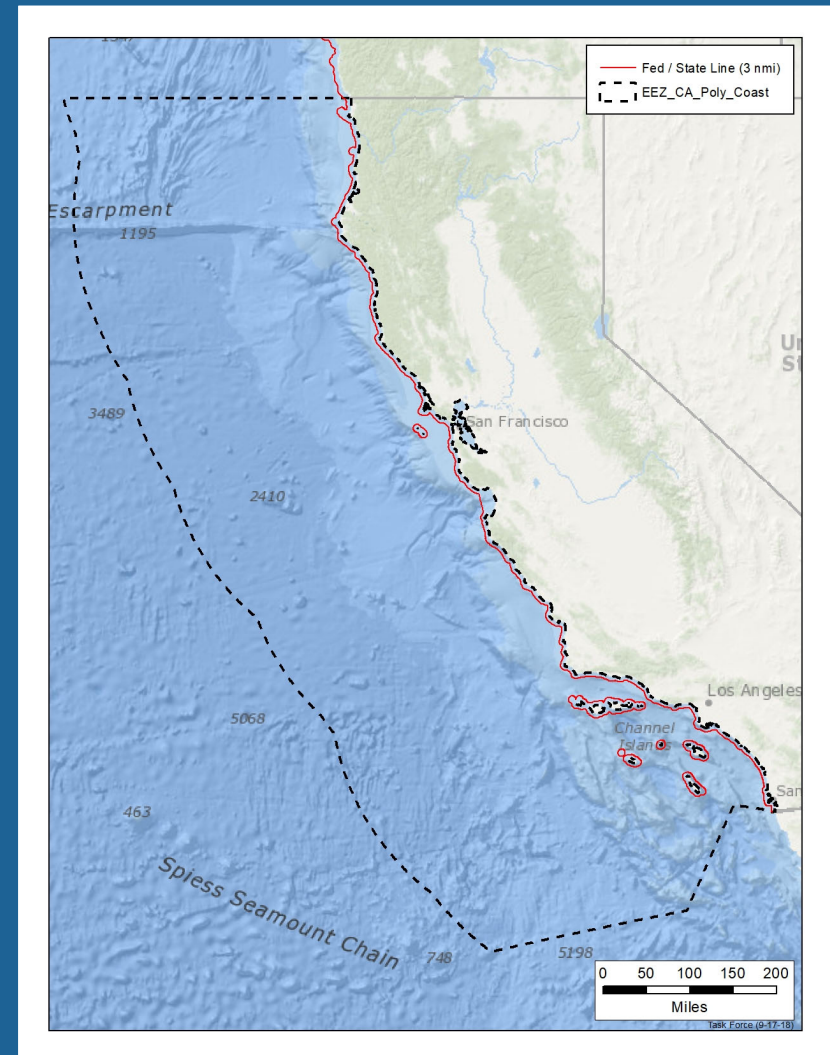 Fed / State Line (3 nmi)
EEZ_CA_Poly_Coast
Escarpment
1195
3489
San Francisco
2410
Los Angeles
5068
Channel
Islands
San
463
Spiess Seamount Chain
748
5198
0 50 100 150 200
Miles
Task Force (9-17-18)